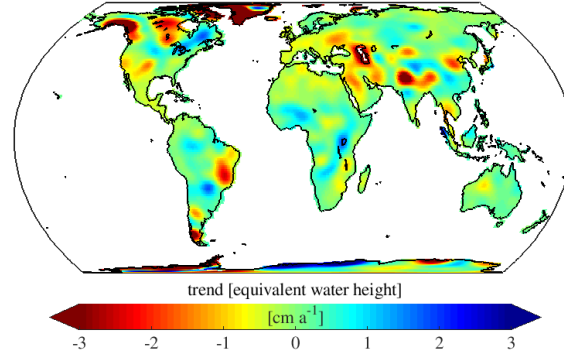 trend [equivalent water height]
[cm a⁻¹]
-3 -2 -1 0 1 2 3